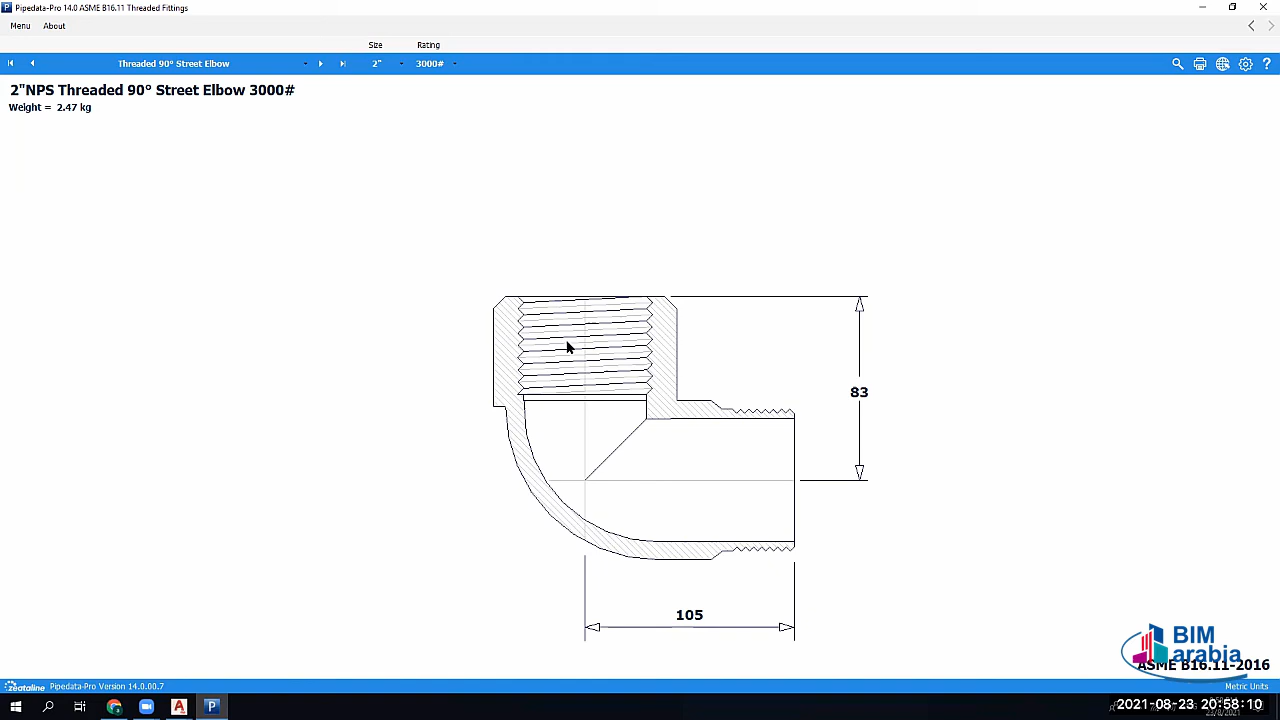 Pipedata-Pro 14.0 ASME B16.11 Threaded Fittings
Menu About
Size Rating
Threaded 90° Street Elbow 2" 3000#
2"NPS Threaded 90° Street Elbow 3000#
Weight = 2.47 kg
83
105
BIM
arabia
ASME B16.11-2016
Zeataline Pipedata-Pro Version 14.0.00.7 Metric Units
2021-08-23 20:58:10